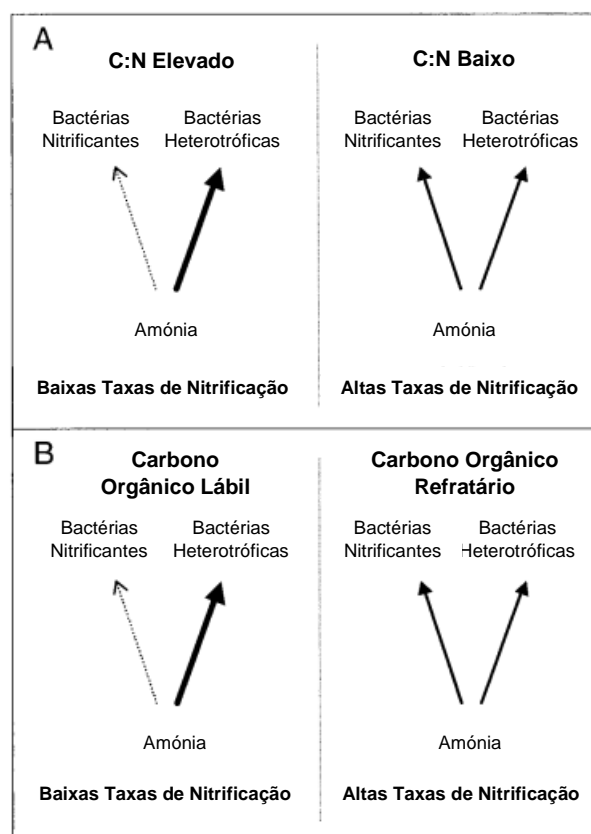 A
C:N Elevado
Bactérias
Nitrificantes
Bactérias
Heterotróficas
Amónia
Baixas Taxas de Nitrificação
C:N Baixo
Bactérias
Nitrificantes
Bactérias
Heterotróficas
Amónia
Altas Taxas de Nitrificação
B
Carbono
Orgânico Lábil
Bactérias
Nitrificantes
Bactérias
Heterotróficas
Amónia
Baixas Taxas de Nitrificação
Carbono Orgânico
Refratário
Bactérias
Nitrificantes
Bactérias
Heterotróficas
Amónia
Altas Taxas de Nitrificação